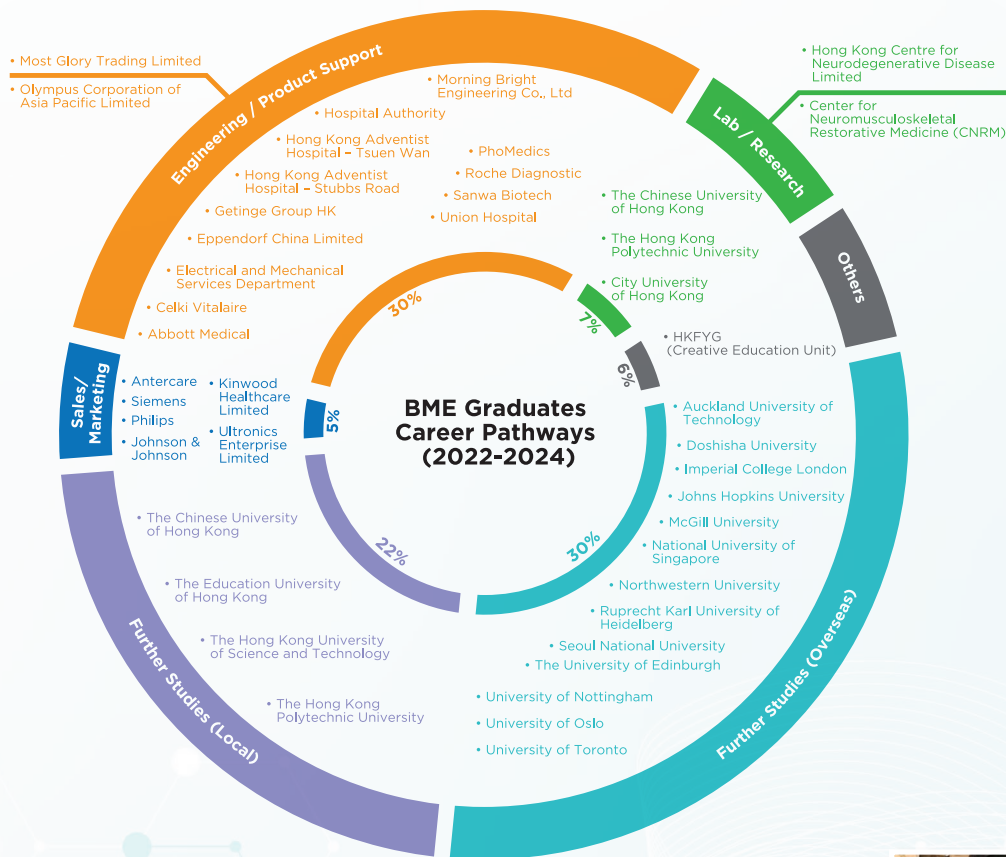 • Most Glory Trading Limited
• Olympus Corporation of
Asia Pacific Limited
Engineering / Product Support
• Morning Bright
Engineering Co., Ltd
• Hospital Authority
• Hong Kong Adventist
Hospital – Tsuen Wan
• Hong Kong Adventist
Hospital – Stubbs Road
• Getinge Group HK
• Eppendorf China Limited
• Electrical and Mechanical
Services Department
• Celki Vitalaire
• Abbott Medical
• PhoMedics
• Roche Diagnostic
• Sanwa Biotech
• Union Hospital
30%
• Hong Kong Centre for
Neurodegenerative Disease
Limited
• Center for
Neuromusculoskeletal
Restorative Medicine (CNRM)
Lab / Research
• The Chinese University
of Hong Kong
• The Hong Kong
Polytechnic University
• City University
of Hong Kong
7%
Others
• HKFYG
(Creative Education Unit)
6%
Sales/
Marketing
• Antercare
• Siemens
• Philips
• Johnson &
Johnson
• Kinwood
Healthcare
Limited
• Ultronics
Enterprise
Limited
5%
BME Graduates
Career Pathways
(2022-2024)
• Auckland University of
Technology
• Doshisha University
• Imperial College London
• Johns Hopkins University
• McGill University
• National University of
Singapore
• Northwestern University
• Ruprecht Karl University of
Heidelberg
• Seoul National University
• The University of Edinburgh
• University of Nottingham
• University of Oslo
• University of Toronto
30%
Further Studies (Overseas)
• The Chinese University
of Hong Kong
• The Education University
of Hong Kong
• The Hong Kong University
of Science and Technology
• The Hong Kong
Polytechnic University
22%
Further Studies (Local)